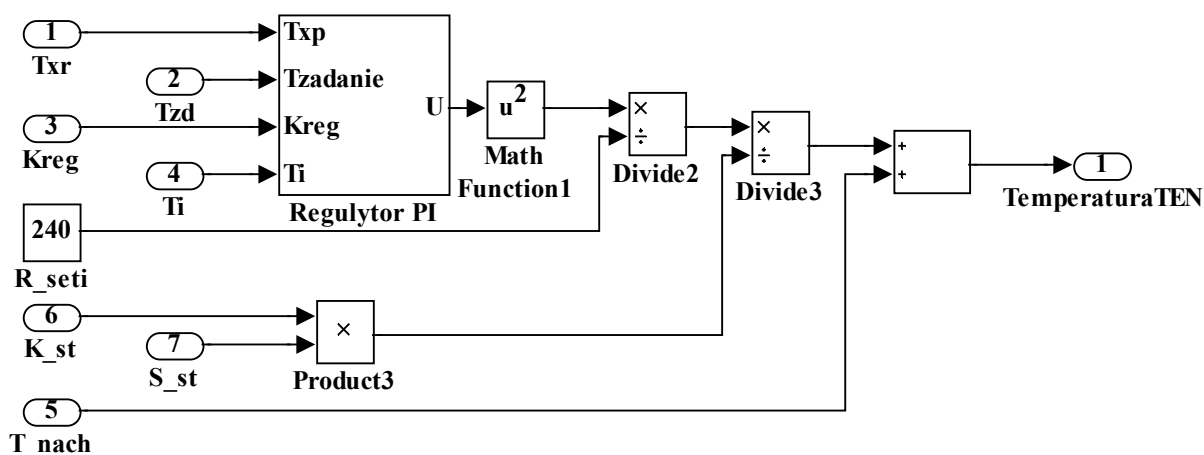 1
Txr
2
Tzd
3
Kreg
4
Ti
Txp
Tzadanie
Kreg
Ti
U
Regulytor PI
u²
Math
Function1
×
÷
Divide2
×
÷
Divide3
+
+
1
TemperaturaTEN
240
R_seti
6
K_st
7
S_st
×
Product3
5
T_nach